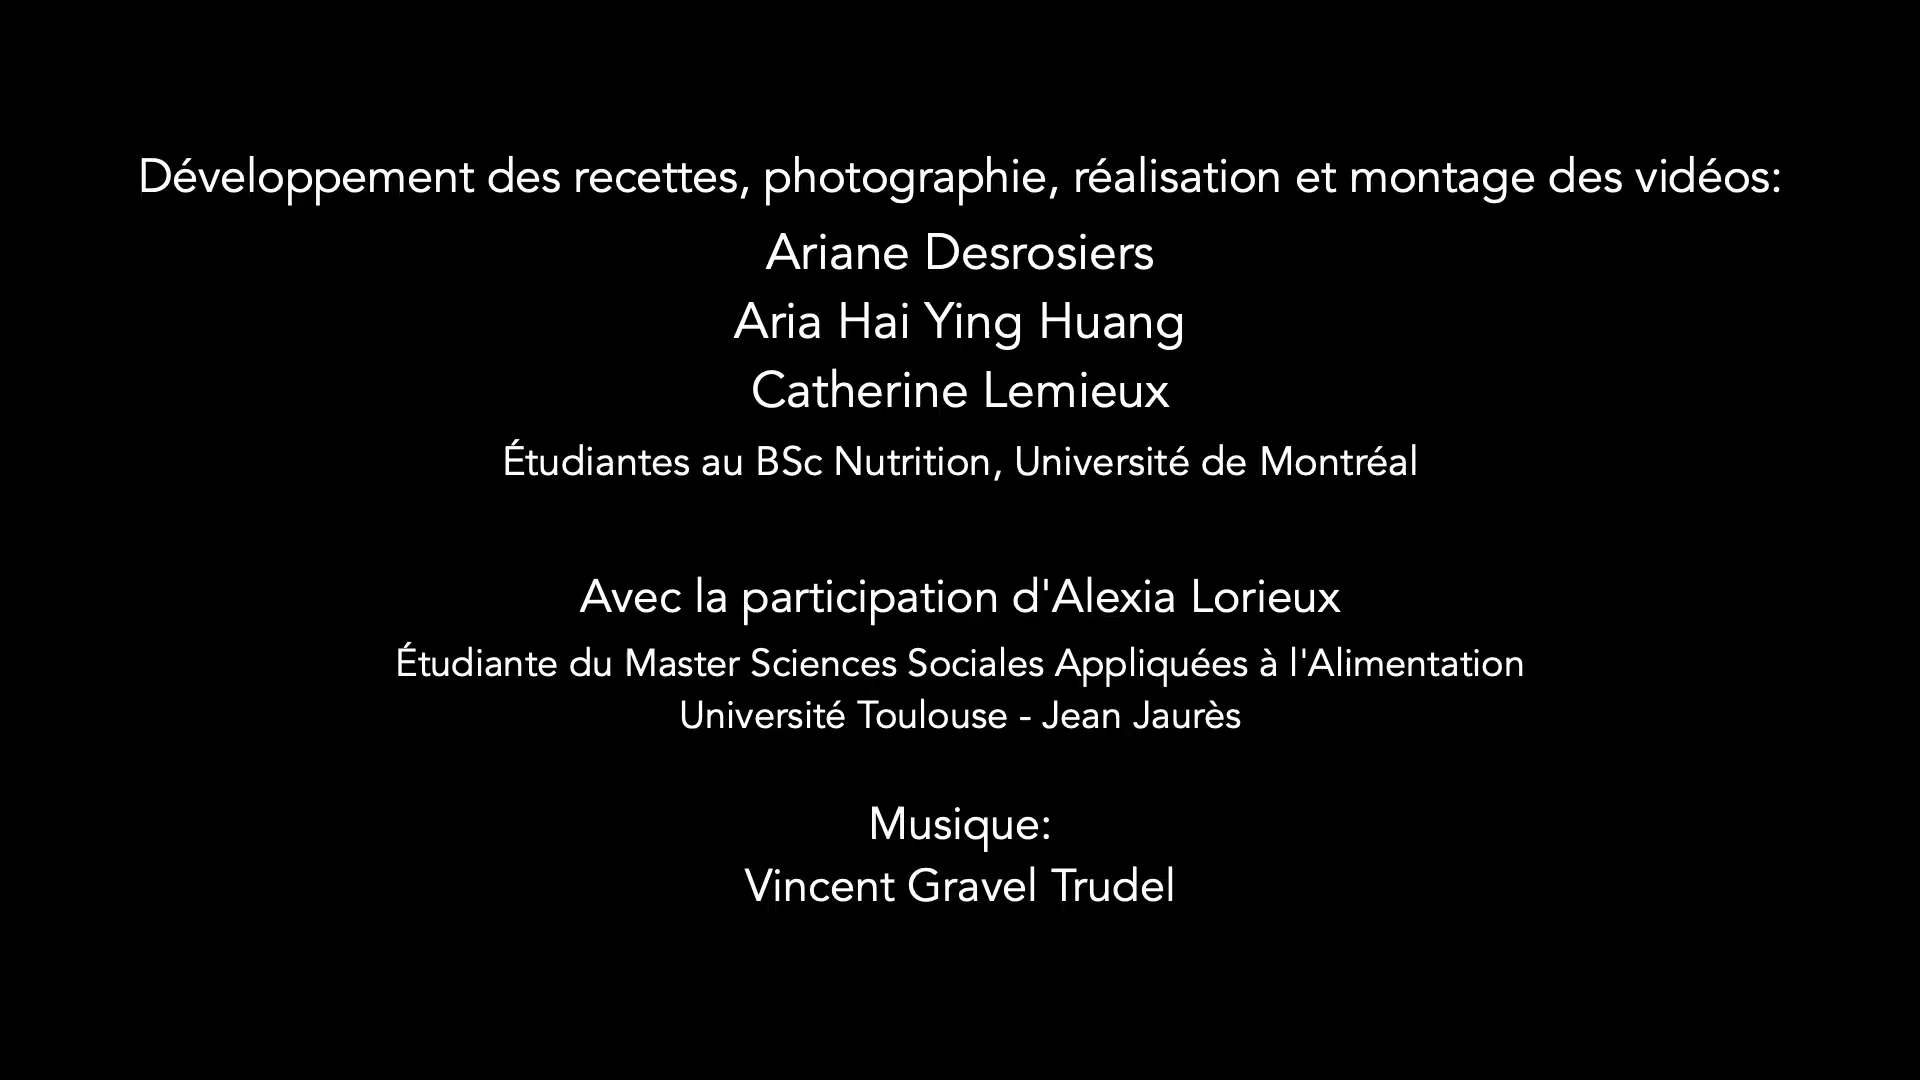 Développement des recettes, photographie, réalisation et montage des vidéos:
Ariane Desrosiers
Aria Hai Ying Huang
Catherine Lemieux
Étudiantes au BSc Nutrition, Université de Montréal
Avec la participation d'Alexia Lorieux
Étudiante du Master Sciences Sociales Appliquées à l'Alimentation
Université Toulouse - Jean Jaurès
Musique:
Vincent Gravel Trudel